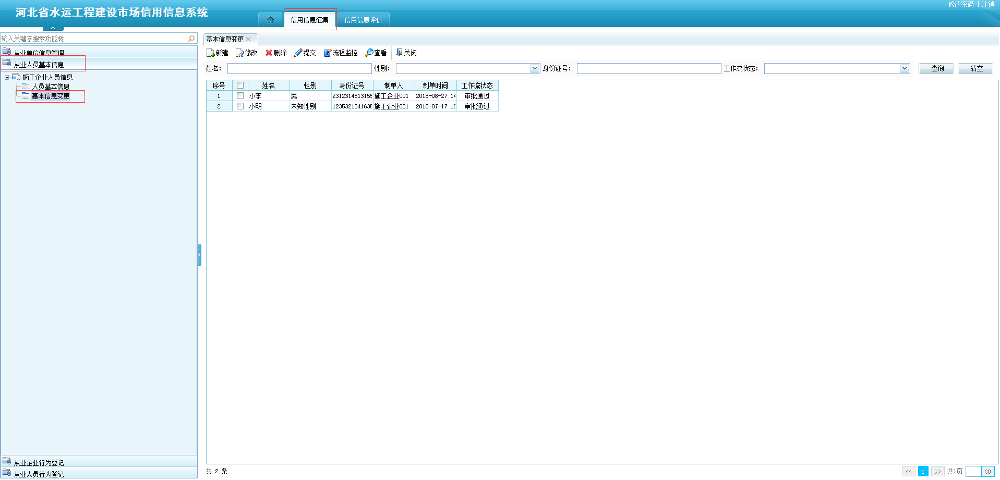 河北省水运工程建设市场信用信息系统
修改密码 | 注销
信用信息征集 信用信息评价
输入关键字搜索功能树
从业单位信息管理
从业人员基本信息
施工企业人员信息
人员基本信息
基本信息变更
从业企业行为登记
从业人员行为登记
基本信息变更
新建 修改 删除 提交 流程监控 查看 关闭
姓名： 性别： 身份证号： 工作流状态： 查询 清空
序号 姓名 性别 身份证号 制单人 制单时间 工作流状态
1 小李 男 2312314513155 施工企业001 2018-08-27 14 审批通过
2 小明 未知性别 1235321341635 施工企业001 2018-07-17 10 审批通过
共 2 条
<< 1 >> 共1页 GO